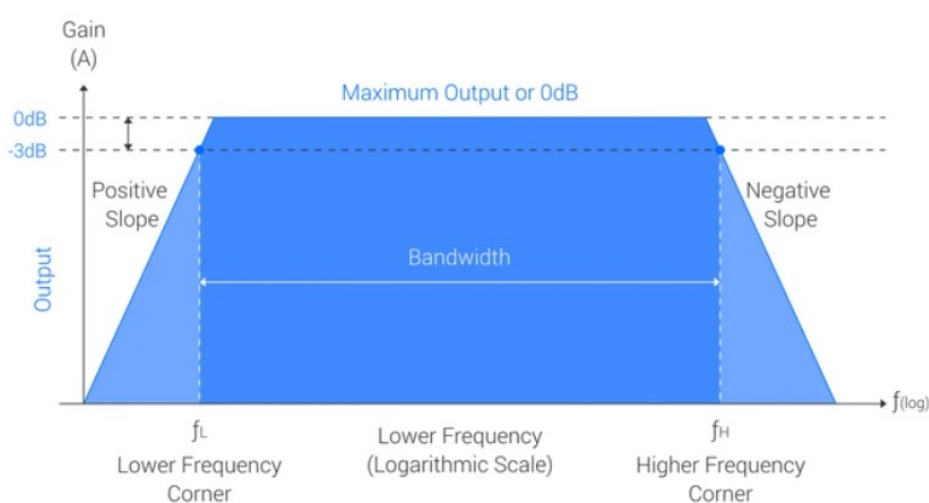 Gain
(A)
Maximum Output or 0dB
0dB
-3dB
Positive
Slope
Negative
Slope
Output
Bandwidth
f(log)
fL
Lower Frequency
Corner
Lower Frequency
(Logarithmic Scale)
fH
Higher Frequency
Corner